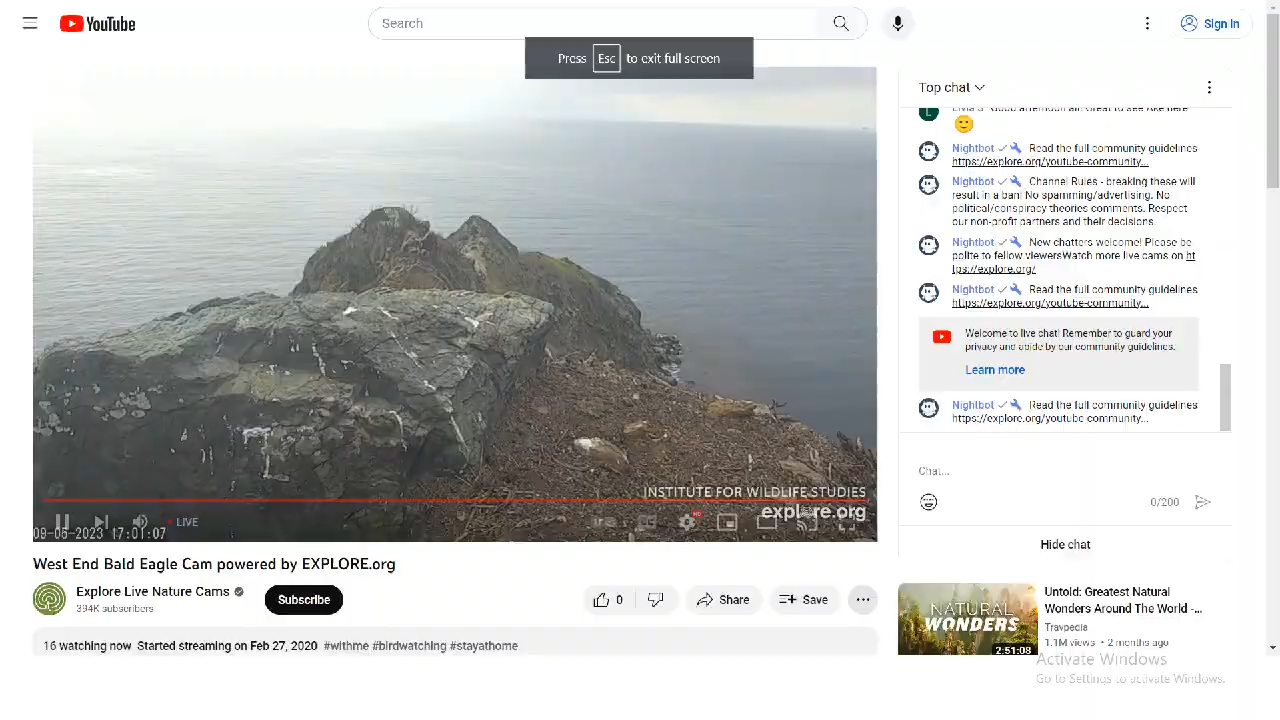 YouTube
Search
Sign in
Press Esc to exit full screen
Top chat
Nightbot Read the full community guidelines
https://explore.org/youtube-community...
Nightbot Channel Rules - breaking these will
result in a ban! No spamming/advertising. No
political/conspiracy theories comments. Respect
our non-profit partners and their decisions.
Nightbot New chatters welcome! Please be
polite to fellow viewersWatch more live cams on ht
tps://explore.org/
Nightbot Read the full community guidelines
https://explore.org/youtube-community...
Welcome to live chat! Remember to guard your
privacy and abide by our community guidelines.
Learn more
Nightbot Read the full community guidelines
https://explore.org/youtube-community...
Chat...
0/200
Hide chat
INSTITUTE FOR WILDLIFE STUDIES
explore.org
LIVE
09-06-2023 17:01:07
West End Bald Eagle Cam powered by EXPLORE.org
Explore Live Nature Cams
394K subscribers
Subscribe
0
Share
Save
16 watching now Started streaming on Feb 27, 2020 #withme #birdwatching #stayathome
NATURAL
WONDERS
2:51:08
Untold: Greatest Natural
Wonders Around The World -...
Travpedia
1.1M views • 2 months ago
Activate Windows
Go to Settings to activate Windows.